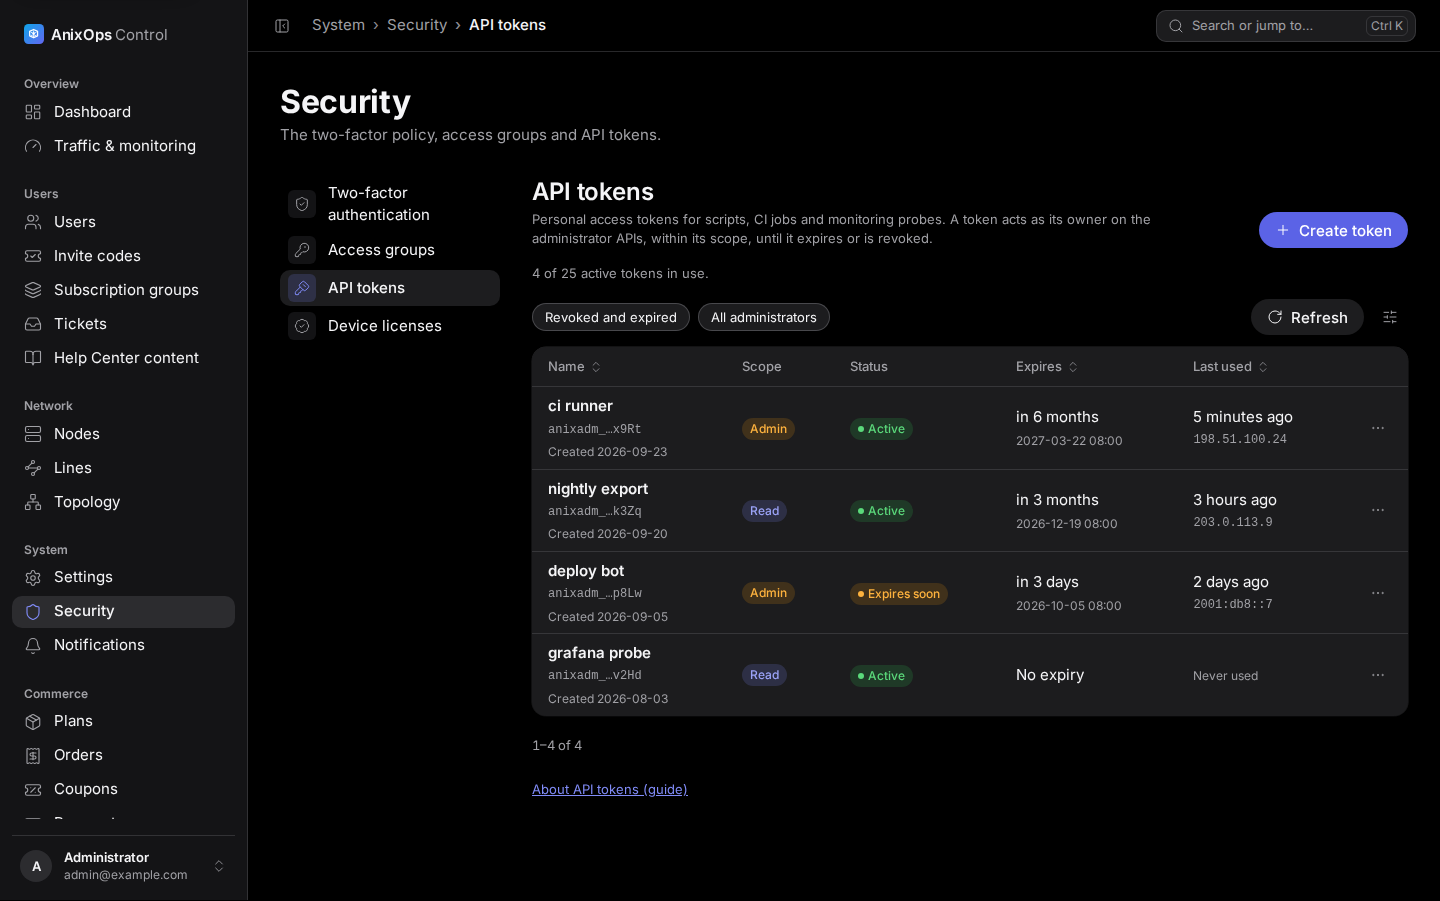 AnixOps Control
Overview
Dashboard
Traffic & monitoring
Users
Users
Invite codes
Subscription groups
Tickets
Help Center content
Network
Nodes
Lines
Topology
System
Settings
Security
Notifications
Commerce
Plans
Orders
Coupons
A
Administrator
admin@example.com
System › Security › API tokens
Search or jump to...
Ctrl K
Security
The two-factor policy, access groups and API tokens.
Two-factor
authentication
Access groups
API tokens
Device licenses
API tokens
Personal access tokens for scripts, CI jobs and monitoring probes. A token acts as its owner on the
administrator APIs, within its scope, until it expires or is revoked.
Create token
4 of 25 active tokens in use.
Revoked and expired
All administrators
Refresh
Name Scope Status Expires Last used
ci runner
anixadm_…x9Rt
Created 2026-09-23
Admin
Active
in 6 months
2027-03-22 08:00
5 minutes ago
198.51.100.24
nightly export
anixadm_…k3Zq
Created 2026-09-20
Read
Active
in 3 months
2026-12-19 08:00
3 hours ago
203.0.113.9
deploy bot
anixadm_…p8Lw
Created 2026-09-05
Admin
Expires soon
in 3 days
2026-10-05 08:00
2 days ago
2001:db8::7
grafana probe
anixadm_…v2Hd
Created 2026-08-03
Read
Active
No expiry
Never used
1–4 of 4
About API tokens (guide)